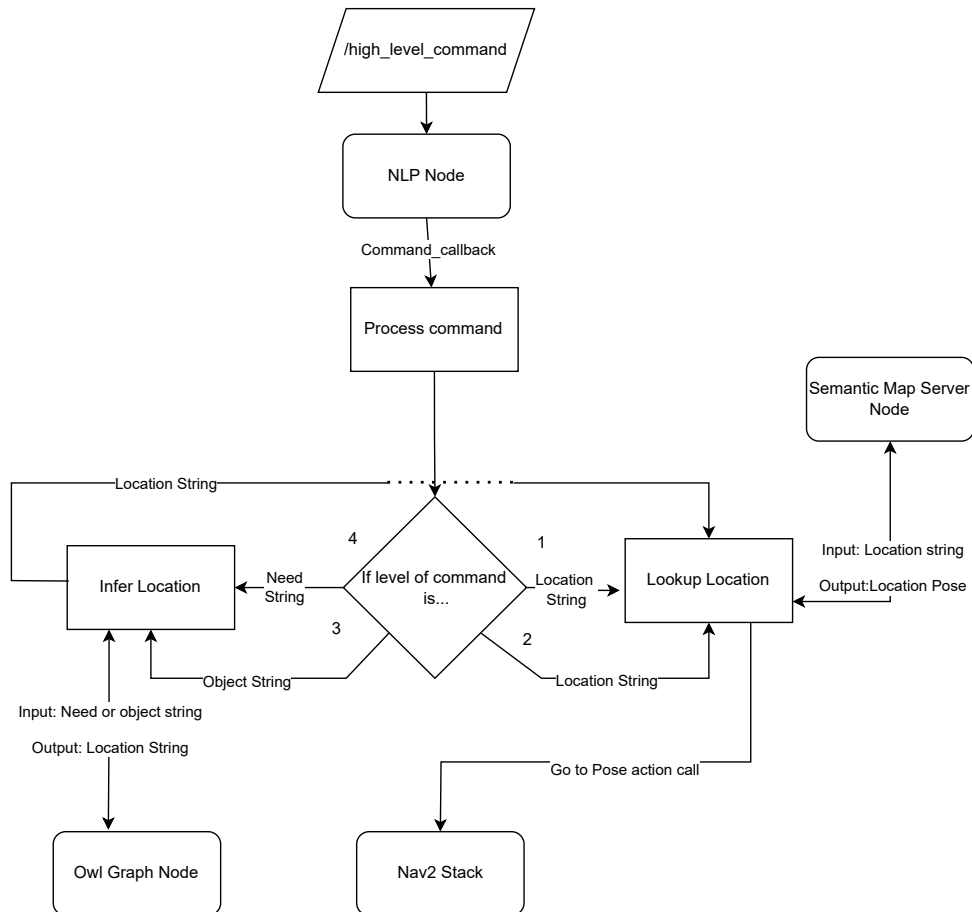 /high_level_command
NLP Node
Command_callback
Process command
Semantic Map Server
Node
Location String
4
1
Infer Location
Need
String
If level of command
is...
Location
String
Lookup Location
Input: Location string
Output:Location Pose
3
2
Object String
Location String
Input: Need or object string
Output: Location String
Go to Pose action call
Owl Graph Node
Nav2 Stack